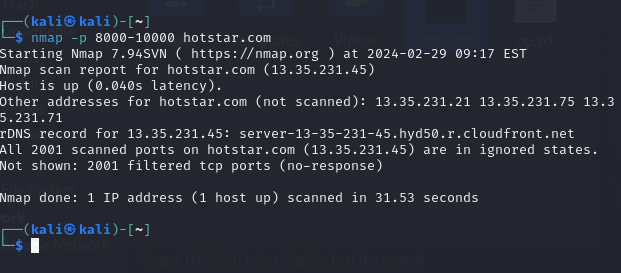 Trash
(kali㉿kali)-[~]
$ nmap -p 8000-10000 hotstar.com
Starting Nmap 7.94SVN ( https://nmap.org ) at 2024-02-29 09:17 EST
Nmap scan report for hotstar.com (13.35.231.45)
Host is up (0.040s latency).
Other addresses for hotstar.com (not scanned): 13.35.231.21 13.35.231.75 13.3
5.231.71
rDNS record for 13.35.231.45: server-13-35-231-45.hyd50.r.cloudfront.net
All 2001 scanned ports on hotstar.com (13.35.231.45) are in ignored states.
Not shown: 2001 filtered tcp ports (no-response)
Nmap done: 1 IP address (1 host up) scanned in 31.53 seconds
(kali㉿kali)-[~]
$